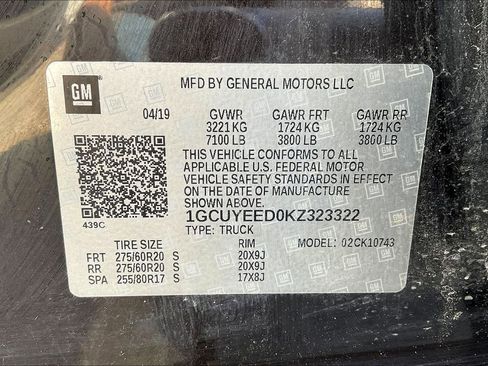 GM
MFD BY GENERAL MOTORS LLC
04/19 GVWR GAWR FRT GAWR RR
3221 KG 1724 KG 1724 KG
7100 LB 3800 LB 3800 LB
THIS VEHICLE CONFORMS TO ALL
APPLICABLE U.S. FEDERAL MOTOR
VEHICLE SAFETY STANDARDS IN EFFECT
ON THE DATE OF MANUFACTURE
SHOWN ABOVE.
439C
1GCUYEED0KZ323322
TYPE: TRUCK
TIRE SIZE RIM MODEL: 02CK10743
FRT 275/60R20 S 20X9J
RR 275/60R20 S 20X9J
SPA 255/80R17 S 17X8J